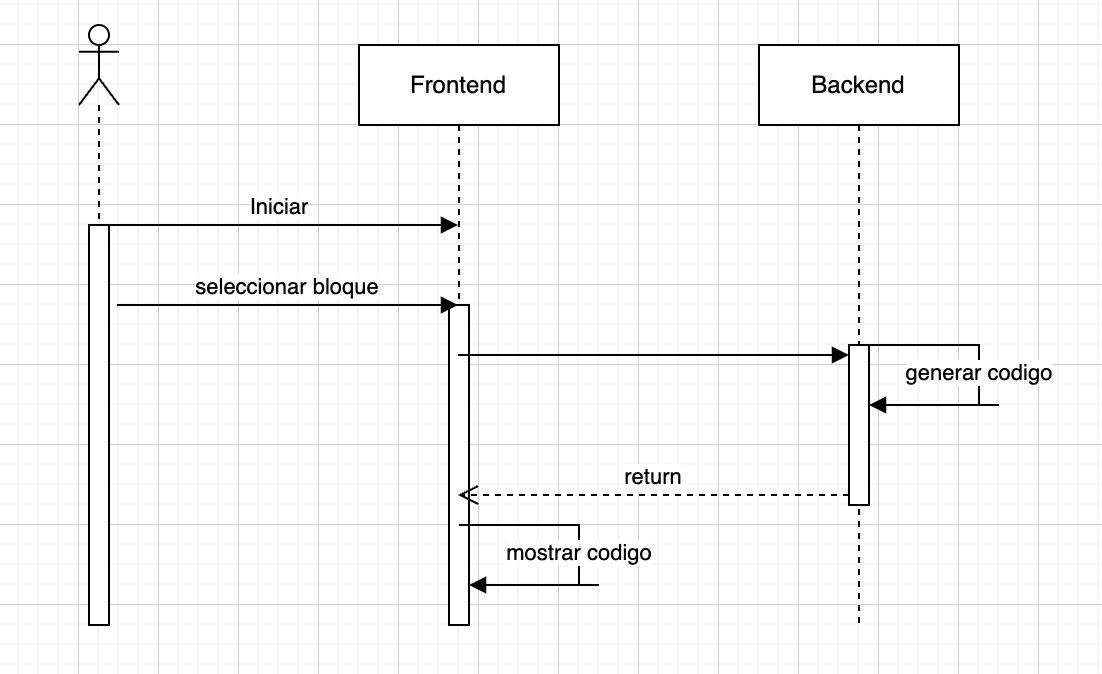 Frontend
Backend
Iniciar
seleccionar bloque
generar codigo
return
mostrar codigo